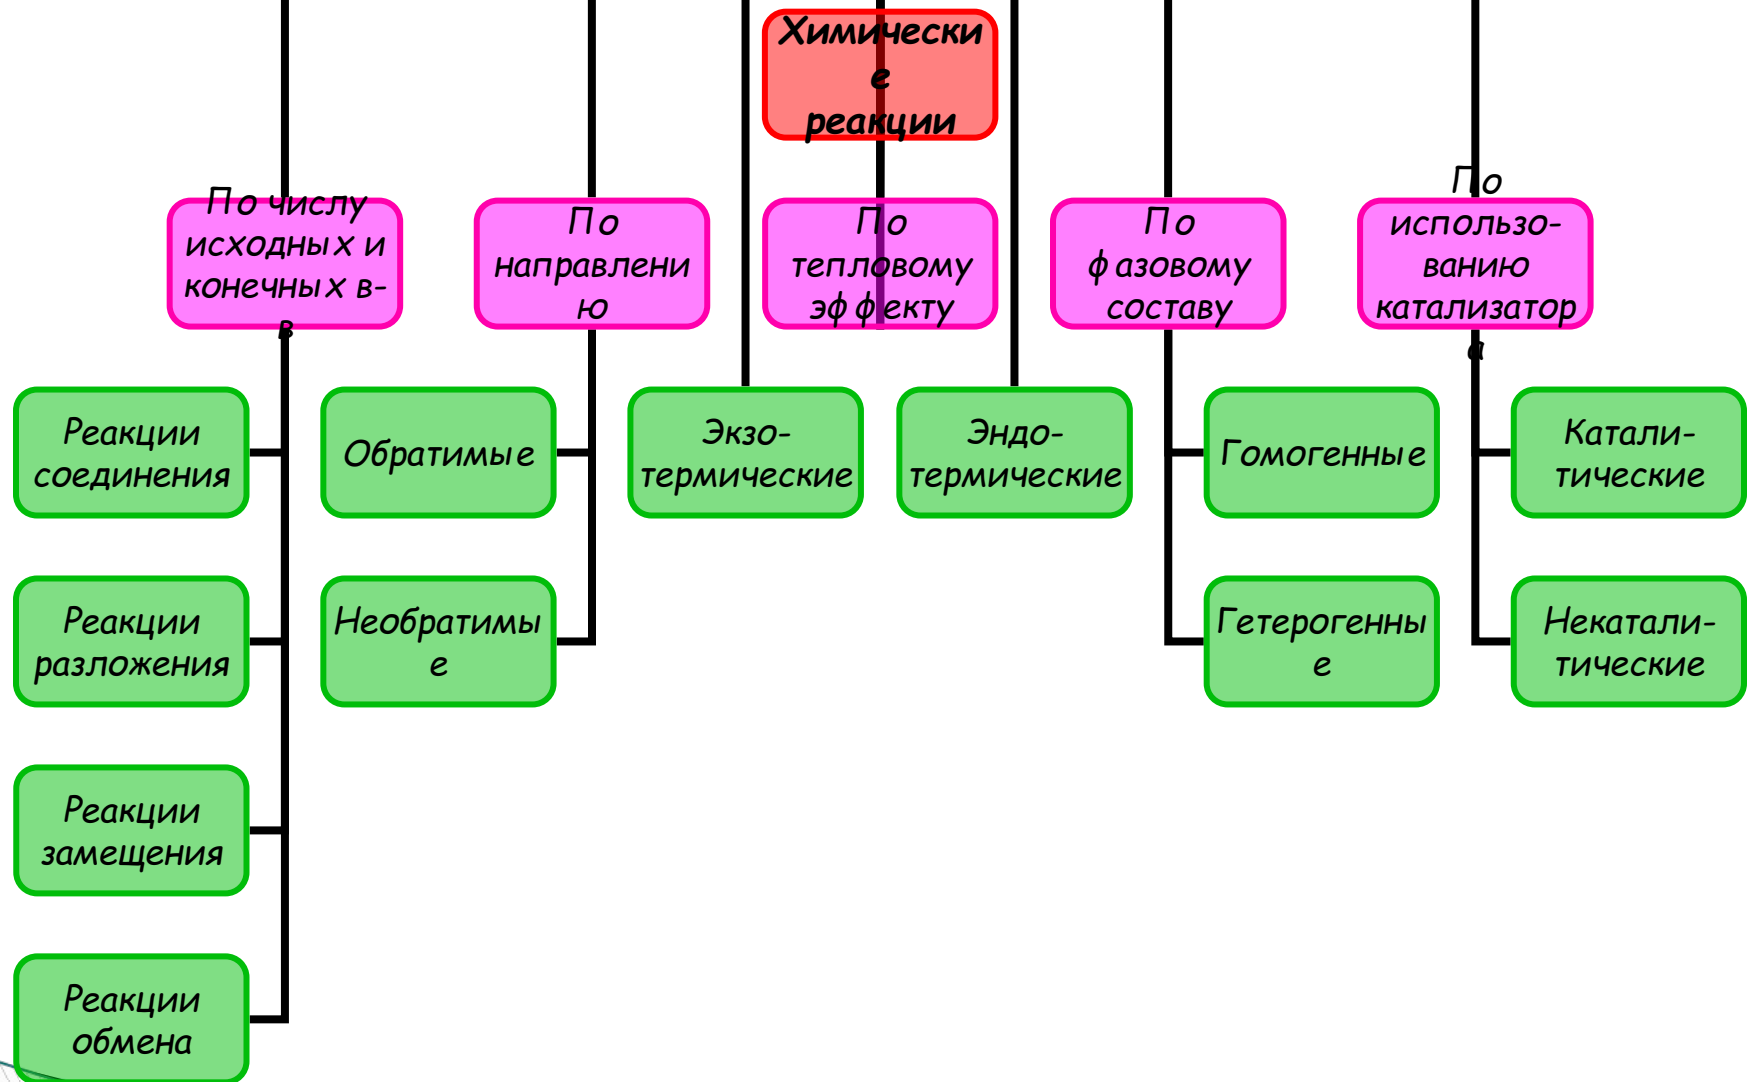 Химически
е
реакции
По числу
исходных и
конечных в-
в
По
направлени
ю
По
тепловому
эффекту
По
фазовому
составу
По
использо-
ванию
катализатор
а
Реакции
соединения
Обратимые
Экзо-
термические
Эндо-
термические
Гомогенные
Катали-
тические
Реакции
разложения
Необратимы
е
Гетерогенны
е
Некатали-
тические
Реакции
замещения
Реакции
обмена